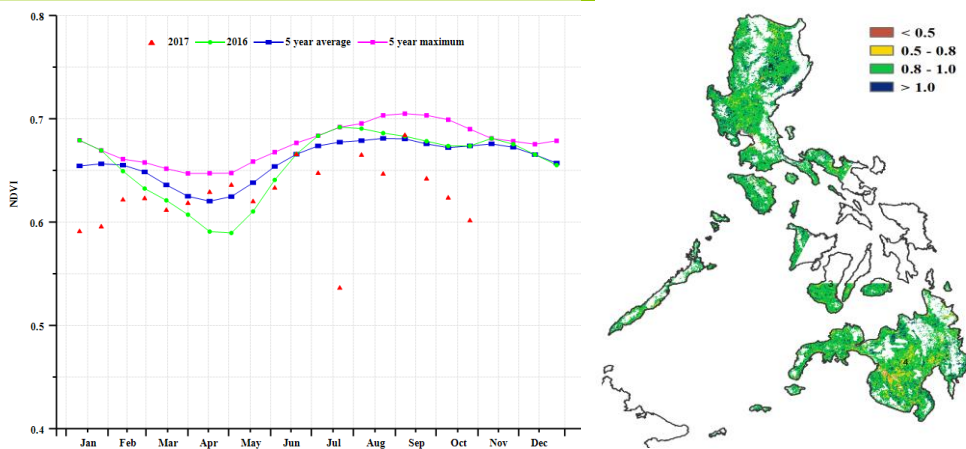 0.8
2017 2016 5 year average 5 year maximum
0.7
NDVI
0.6
0.5
0.4
Jan Feb Mar Apr May Jun Jul Aug Sep Oct Nov Dec
< 0.5
0.5 - 0.8
0.8 - 1.0
> 1.0
4